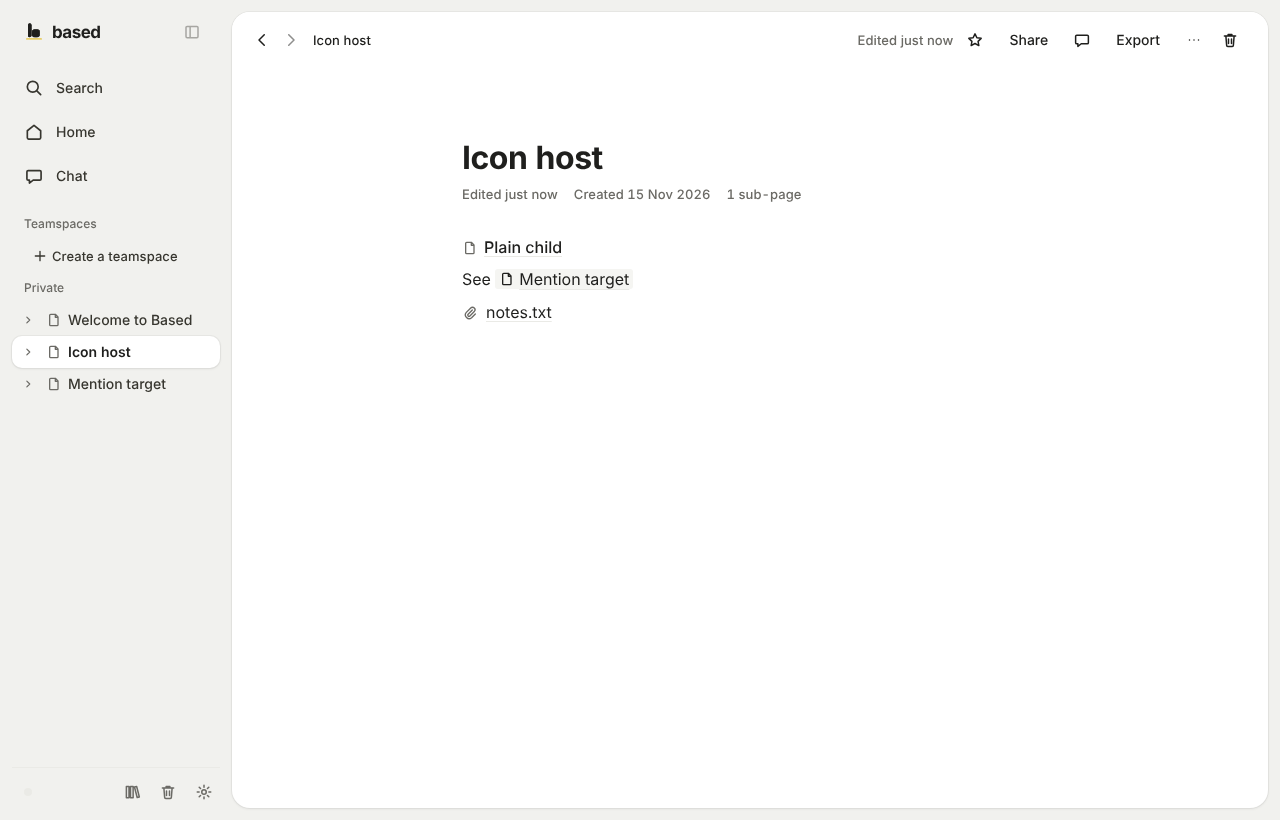 based
Search
Home
Chat
Teamspaces
Create a teamspace
Private
Welcome to Based
Icon host
Mention target
Icon host
Edited just now
Share
Export
Icon host
Edited just now Created 15 Nov 2026 1 sub-page
Plain child
See Mention target
notes.txt